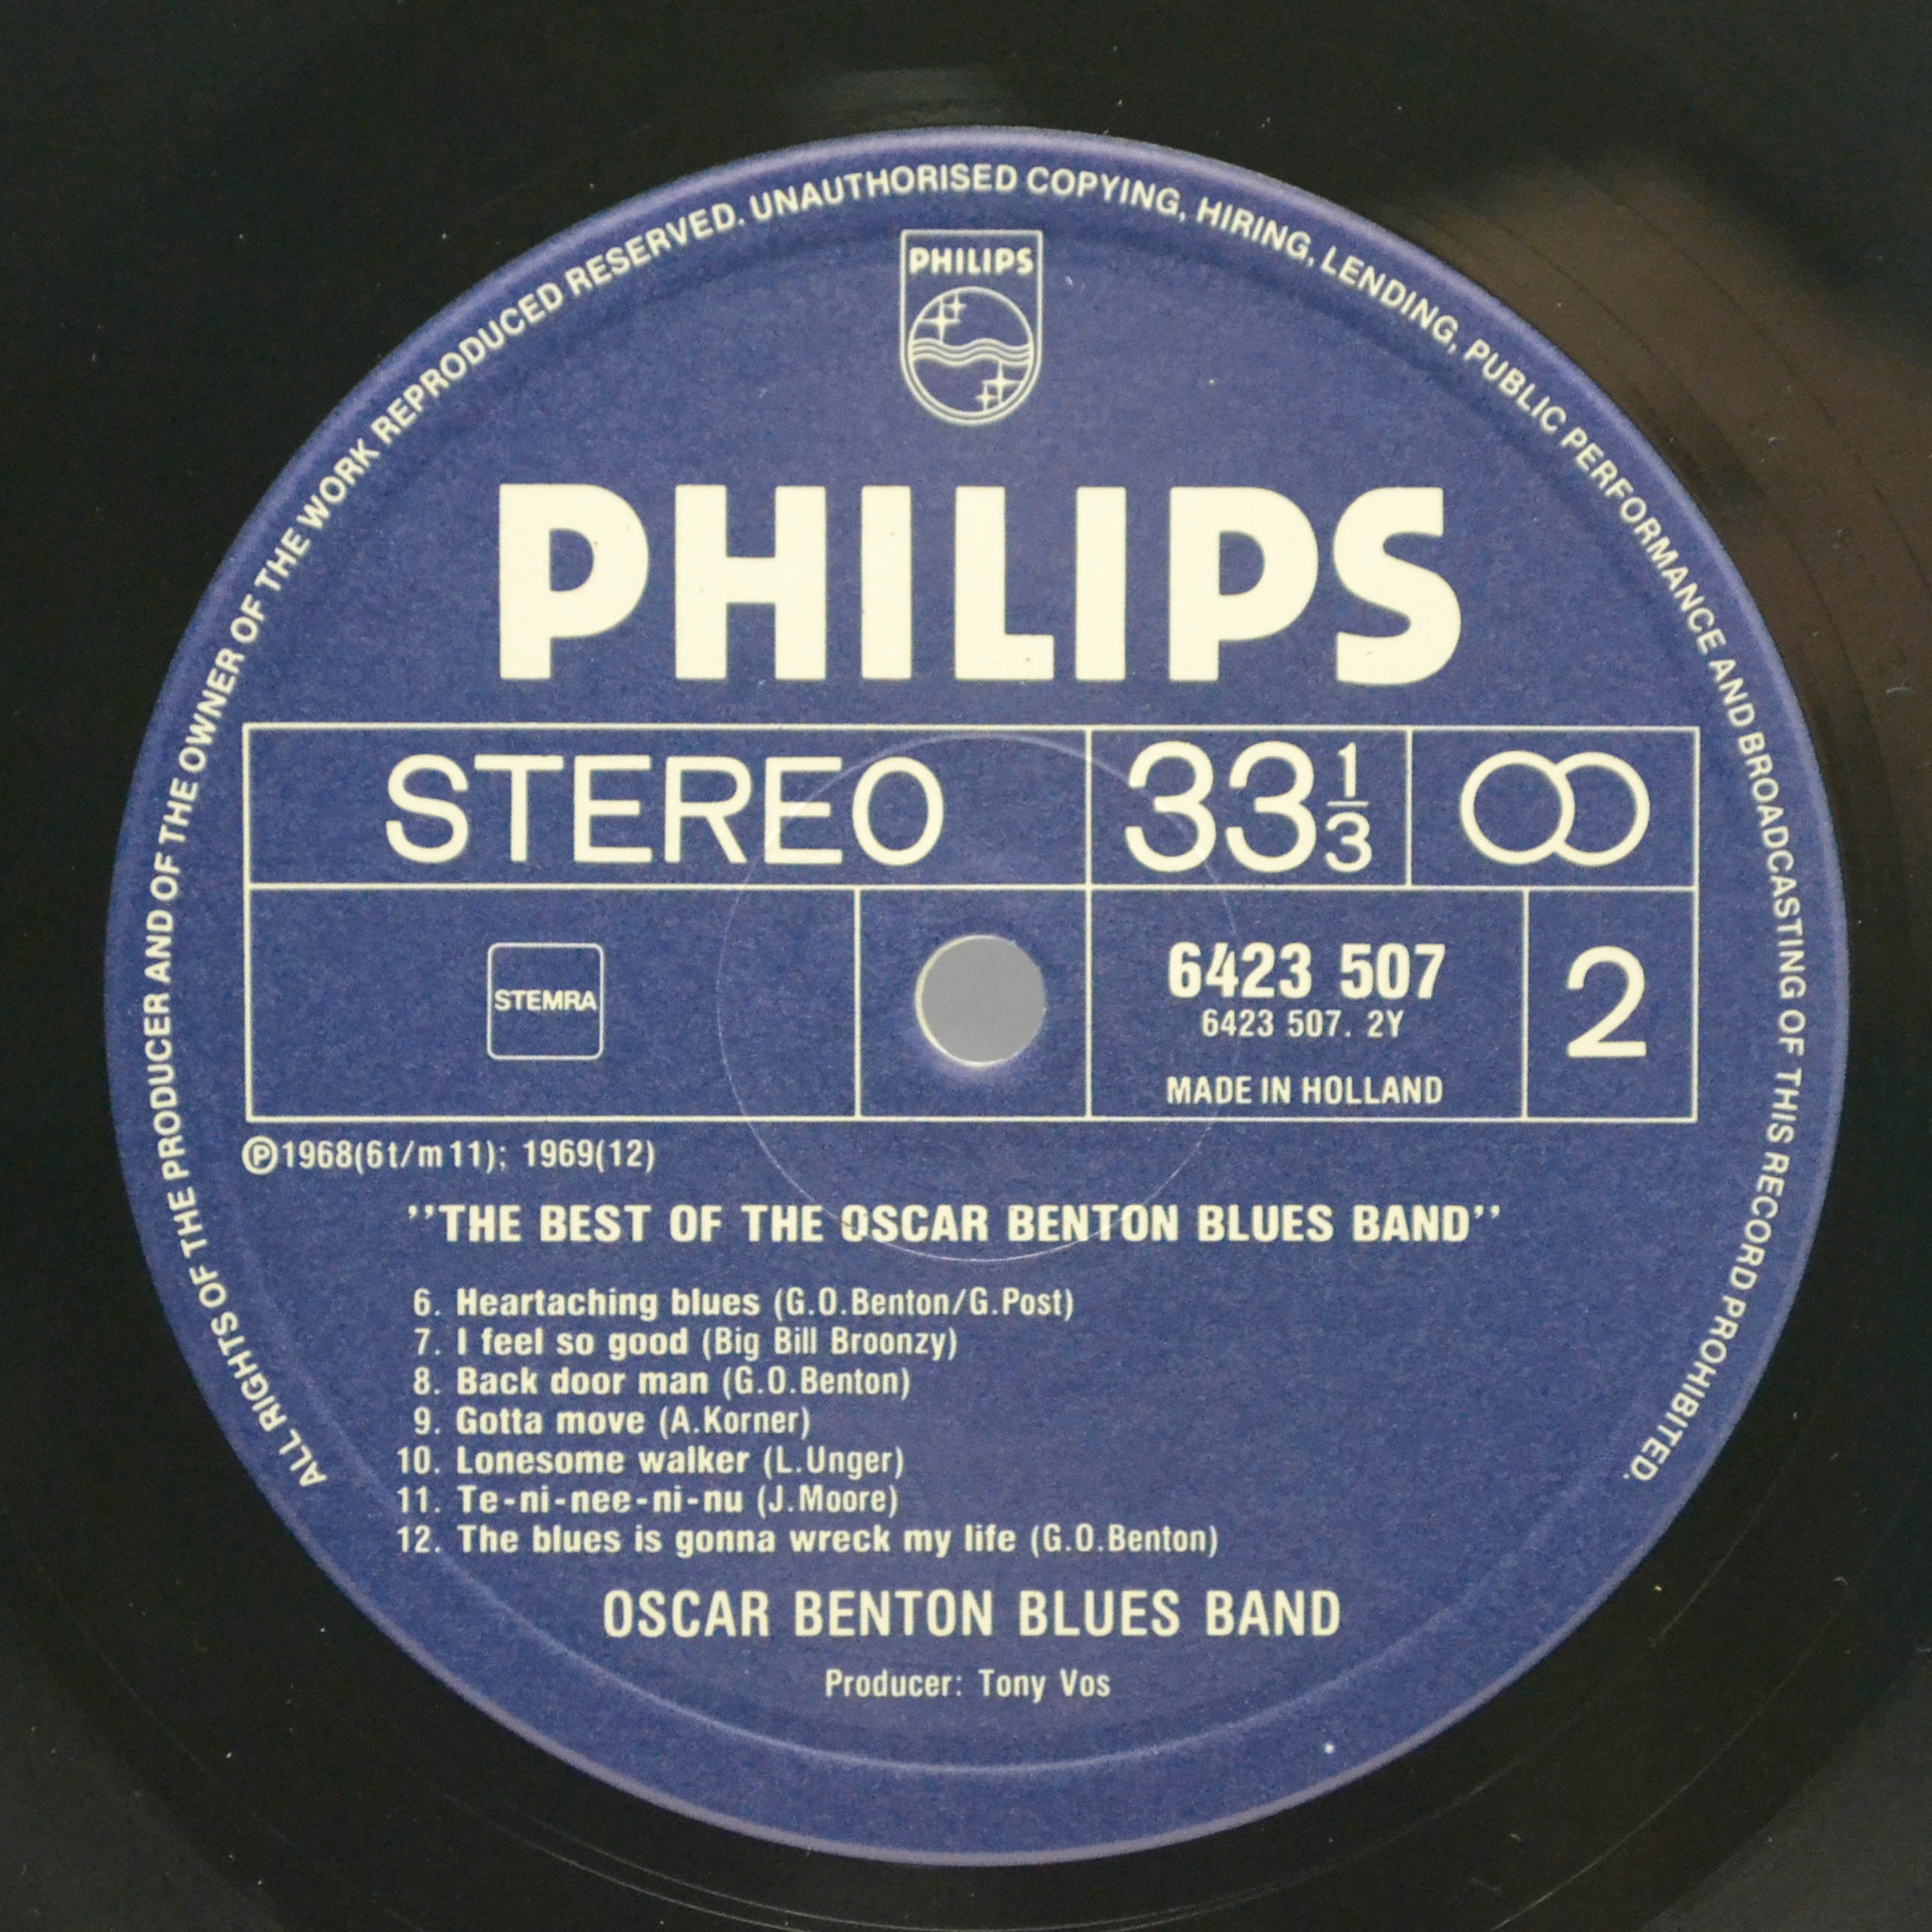 ALL RIGHTS OF THE PRODUCER AND OF THE OWNER OF THE WORK REPRODUCED RESERVED. UNAUTHORISED COPYING, HIRING, LENDING, PUBLIC PERFORMANCE AND BROADCASTING OF THIS RECORD PROHIBITED.
PHILIPS
PHILIPS
STEREO 33 1/3
STEMRA
6423 507
6423 507. 2Y
MADE IN HOLLAND
2
℗1968(6t/m11); 1969(12)
''THE BEST OF THE OSCAR BENTON BLUES BAND''
6. Heartaching blues (G.O.Benton/G.Post)
7. I feel so good (Big Bill Broonzy)
8. Back door man (G.O.Benton)
9. Gotta move (A.Korner)
10. Lonesome walker (L.Unger)
11. Te-ni-nee-ni-nu (J.Moore)
12. The blues is gonna wreck my life (G.O.Benton)
OSCAR BENTON BLUES BAND
Producer: Tony Vos